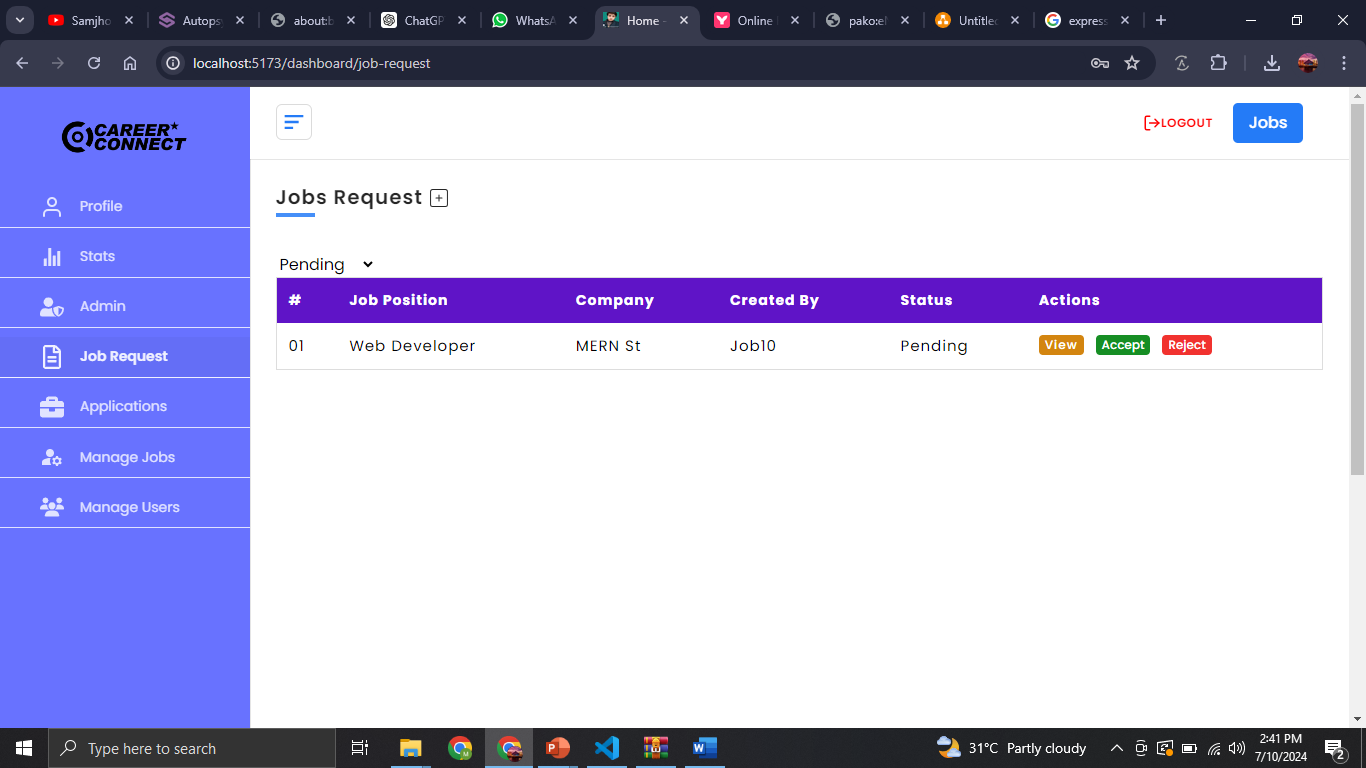 Samjho
Autops
about:b
ChatGP
WhatsA
Home -
Online
pako:eN
Untitled
express
localhost:5173/dashboard/job-request
CAREER
CONNECT
LOGOUT
Jobs
Profile
Stats
Admin
Job Request
Applications
Manage Jobs
Manage Users
Jobs Request
Pending
# Job Position Company Created By Status Actions
01 Web Developer MERN St Job10 Pending View Accept Reject
Type here to search
31°C Partly cloudy
2:41 PM
7/10/2024
2